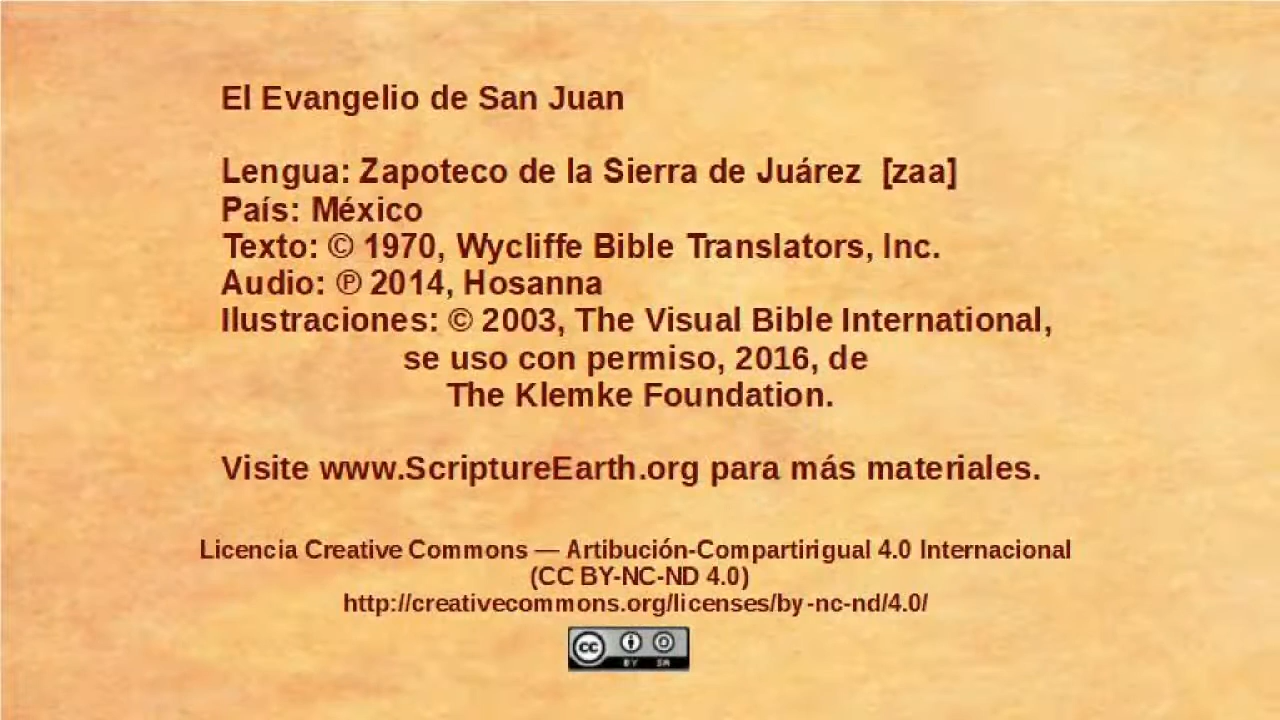 El Evangelio de San Juan
Lengua: Zapoteco de la Sierra de Juárez [zaa]
País: México
Texto: © 1970, Wycliffe Bible Translators, Inc.
Audio: ℗ 2014, Hosanna
Ilustraciones: © 2003, The Visual Bible International,
se uso con permiso, 2016, de
The Klemke Foundation.
Visite www.ScriptureEarth.org para más materiales.
Licencia Creative Commons — Artibución-Compartirigual 4.0 Internacional
(CC BY-NC-ND 4.0)
http://creativecommons.org/licenses/by-nc-nd/4.0/
cc BY SA